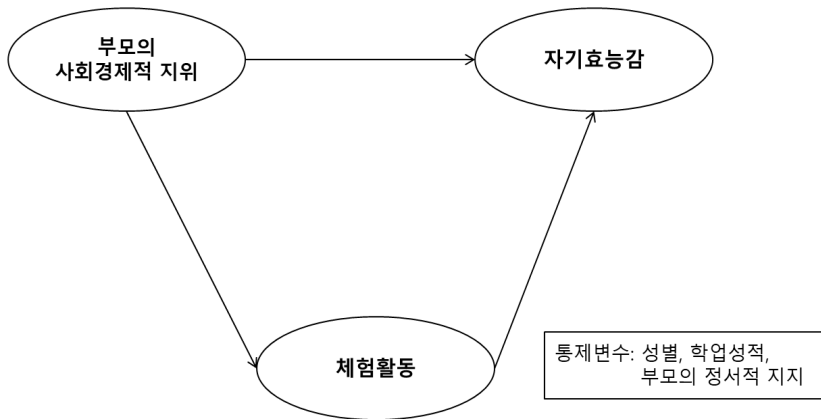 부모의
사회경제적 지위
자기효능감
체험활동
통제변수: 성별, 학업성적,
부모의 정서적 지지